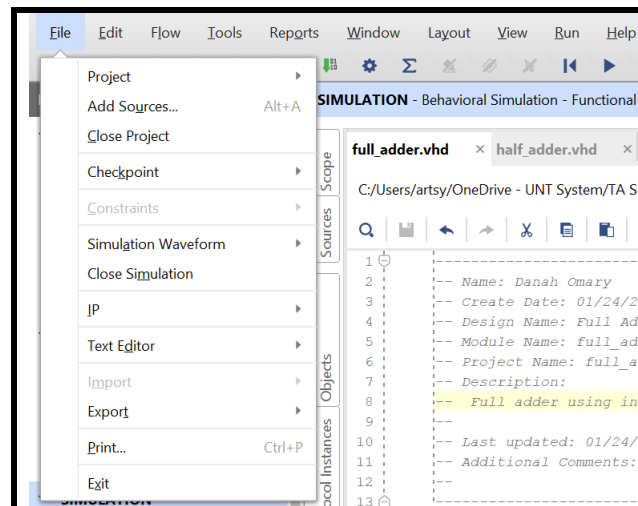 File Edit Flow Tools Reports Window Layout View Run Help
Project
Add Sources... Alt+A
Close Project
Checkpoint
Constraints
Simulation Waveform
Close Simulation
IP
Text Editor
Import
Export
Print... Ctrl+P
Exit
SIMULATION
SIMULATION - Behavioral Simulation - Functional
Scope
Sources
Objects
full_adder.vhd × half_adder.vhd ×
C:/Users/artsy/OneDrive - UNT System/TA S
1 ------------------------
2 -- Name: Danah Omary
3 -- Create Date: 01/24/2
4 -- Design Name: Full Ad
5 -- Module Name: full_ad
6 -- Project Name: full_a
7 -- Description:
8 -- Full adder using in
9 --
10 -- Last updated: 01/24/
11 -- Additional Comments:
12 --
13 ------------------------
ocol Instances